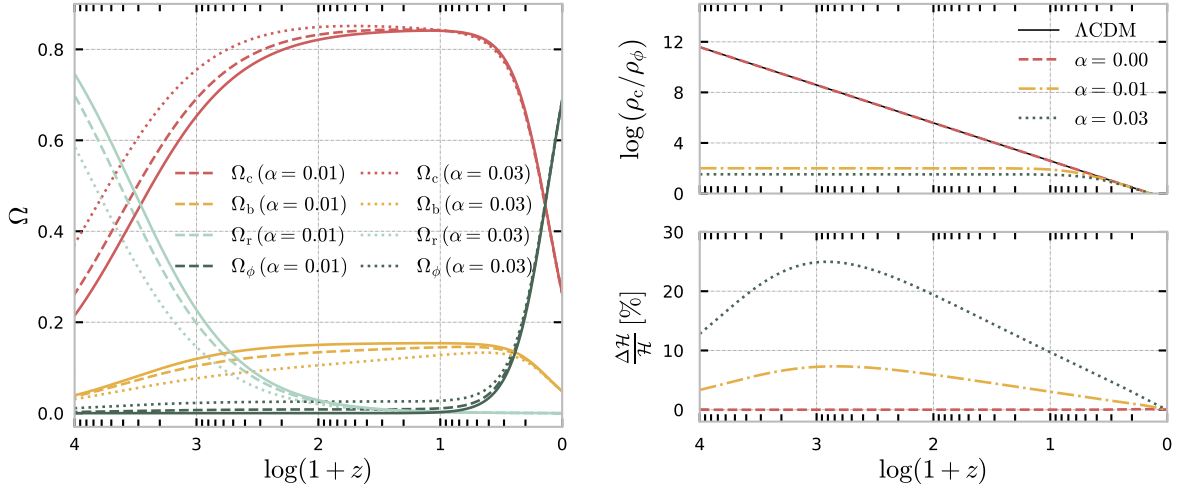 Ω
0.8
0.6
0.4
0.2
0.0
4
3
2
1
0
log(1 + z)
Ω_c (α = 0.01)
Ω_b (α = 0.01)
Ω_r (α = 0.01)
Ω_ϕ (α = 0.01)
Ω_c (α = 0.03)
Ω_b (α = 0.03)
Ω_r (α = 0.03)
Ω_ϕ (α = 0.03)
log (ρ_c/ρ_ϕ)
12
8
4
0
ΛCDM
α = 0.00
α = 0.01
α = 0.03
Δℋ/ℋ [%]
30
20
10
0
4
3
2
1
0
log(1 + z)